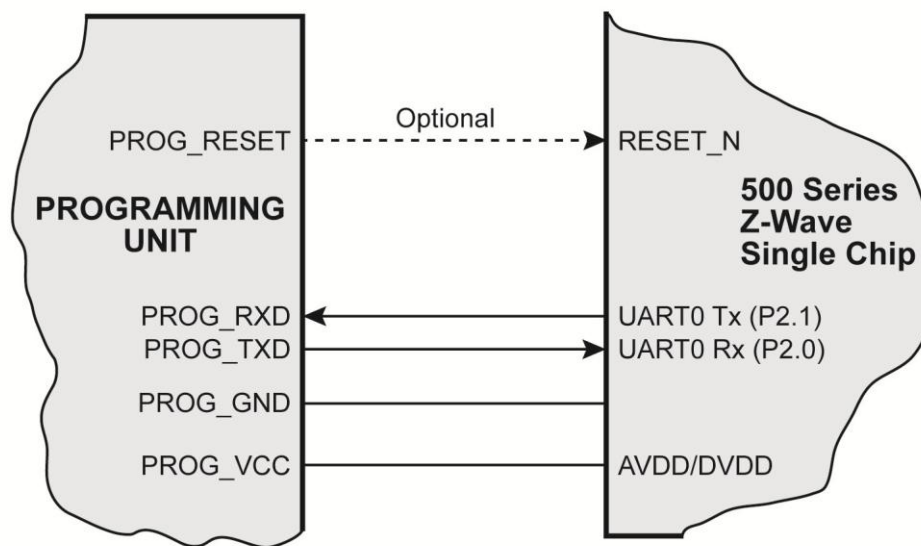 Optional
PROG_RESET
RESET_N
PROGRAMMING
UNIT
500 Series
Z-Wave
Single Chip
PROG_RXD
UART0 Tx (P2.1)
PROG_TXD
UART0 Rx (P2.0)
PROG_GND
PROG_VCC
AVDD/DVDD